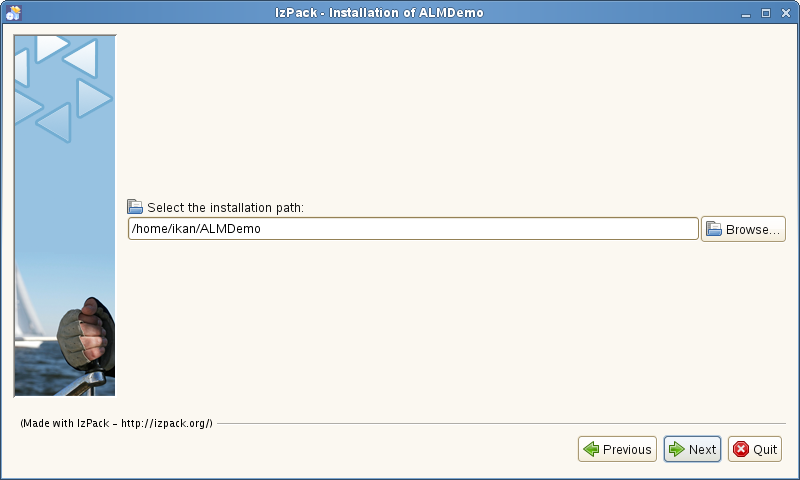 IzPack - Installation of ALMDemo
Select the installation path:
/home/ikan/ALMDemo
Browse...
(Made with IzPack - http://izpack.org/)
Previous
Next
Quit